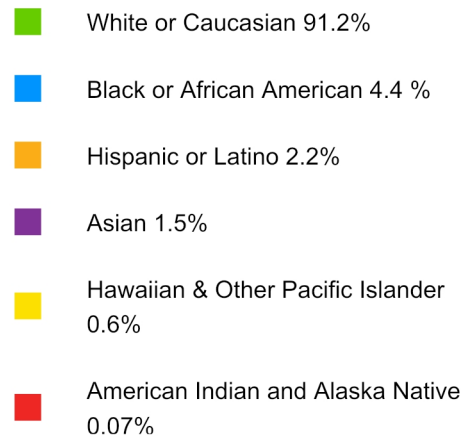 White or Caucasian 91.2%
Black or African American 4.4 %
Hispanic or Latino 2.2%
Asian 1.5%
Hawaiian & Other Pacific Islander
0.6%
American Indian and Alaska Native
0.07%